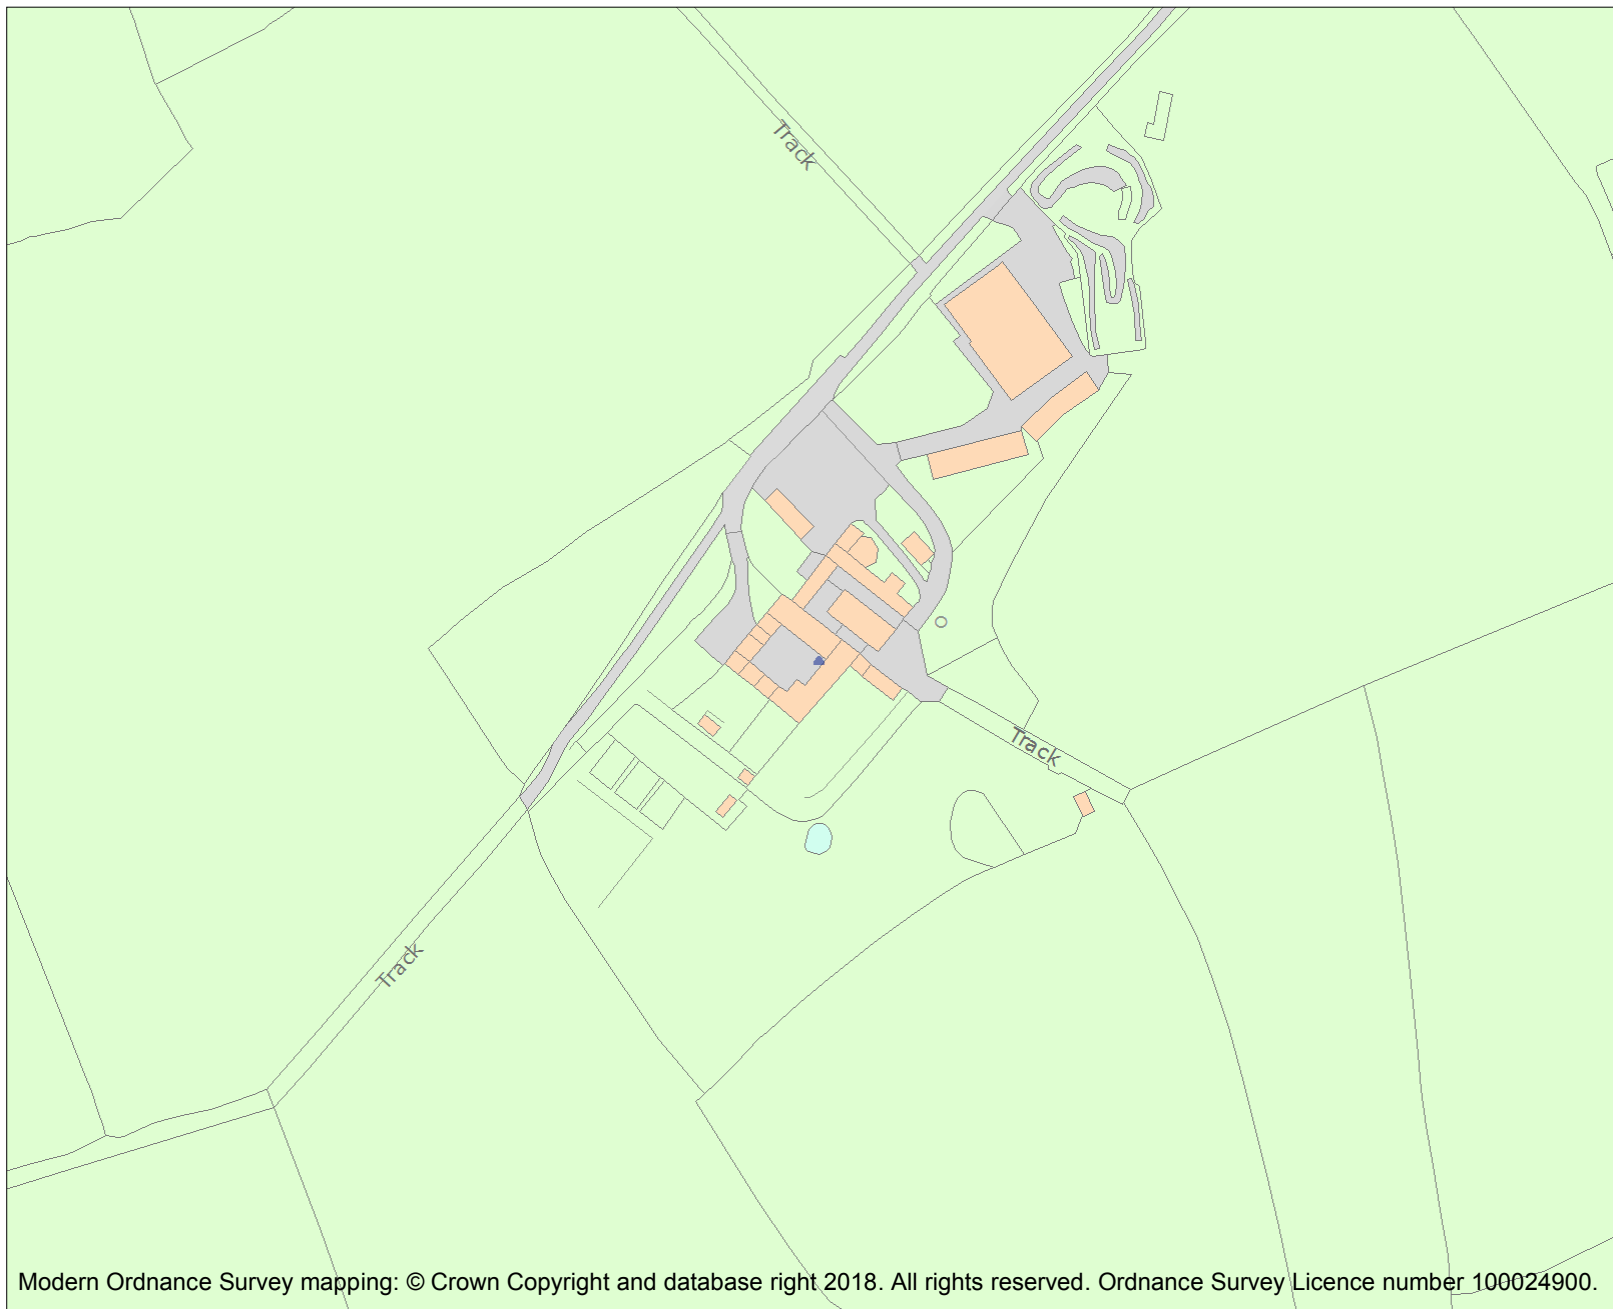 Track
Track
Track
Modern Ordnance Survey mapping: © Crown Copyright and database right 2018. All rights reserved. Ordnance Survey Licence number 100024900.